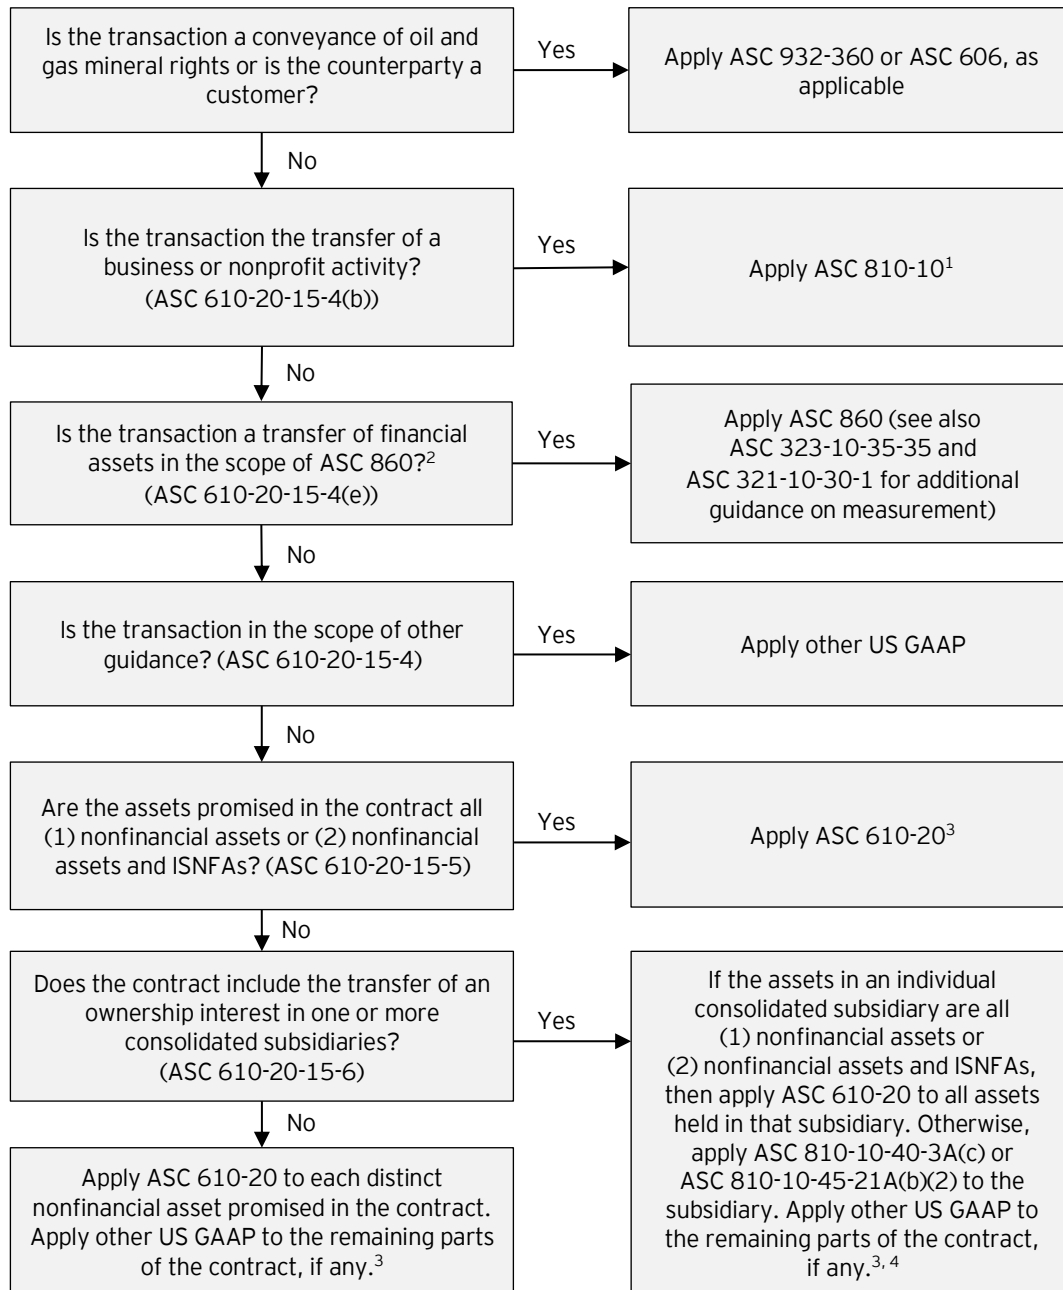 Is the transaction a conveyance of oil and
gas mineral rights or is the counterparty a
customer?
Yes
Apply ASC 932-360 or ASC 606, as
applicable
No
Is the transaction the transfer of a
business or nonprofit activity?
(ASC 610-20-15-4(b))
Yes
Apply ASC 810-10¹
No
Is the transaction a transfer of financial
assets in the scope of ASC 860?²
(ASC 610-20-15-4(e))
Yes
Apply ASC 860 (see also
ASC 323-10-35-35 and
ASC 321-10-30-1 for additional
guidance on measurement)
No
Is the transaction in the scope of other
guidance? (ASC 610-20-15-4)
Yes
Apply other US GAAP
No
Are the assets promised in the contract all
(1) nonfinancial assets or (2) nonfinancial
assets and ISNFAs? (ASC 610-20-15-5)
Yes
Apply ASC 610-20³
No
Does the contract include the transfer of an
ownership interest in one or more
consolidated subsidiaries?
(ASC 610-20-15-6)
Yes
If the assets in an individual
consolidated subsidiary are all
(1) nonfinancial assets or
(2) nonfinancial assets and ISNFAs,
then apply ASC 610-20 to all assets
held in that subsidiary. Otherwise,
apply ASC 810-10-40-3A(c) or
ASC 810-10-45-21A(b)(2) to the
subsidiary. Apply other US GAAP to
the remaining parts of the contract,
if any.³˒ ⁴
No
Apply ASC 610-20 to each distinct
nonfinancial asset promised in the contract.
Apply other US GAAP to the remaining parts
of the contract, if any.³